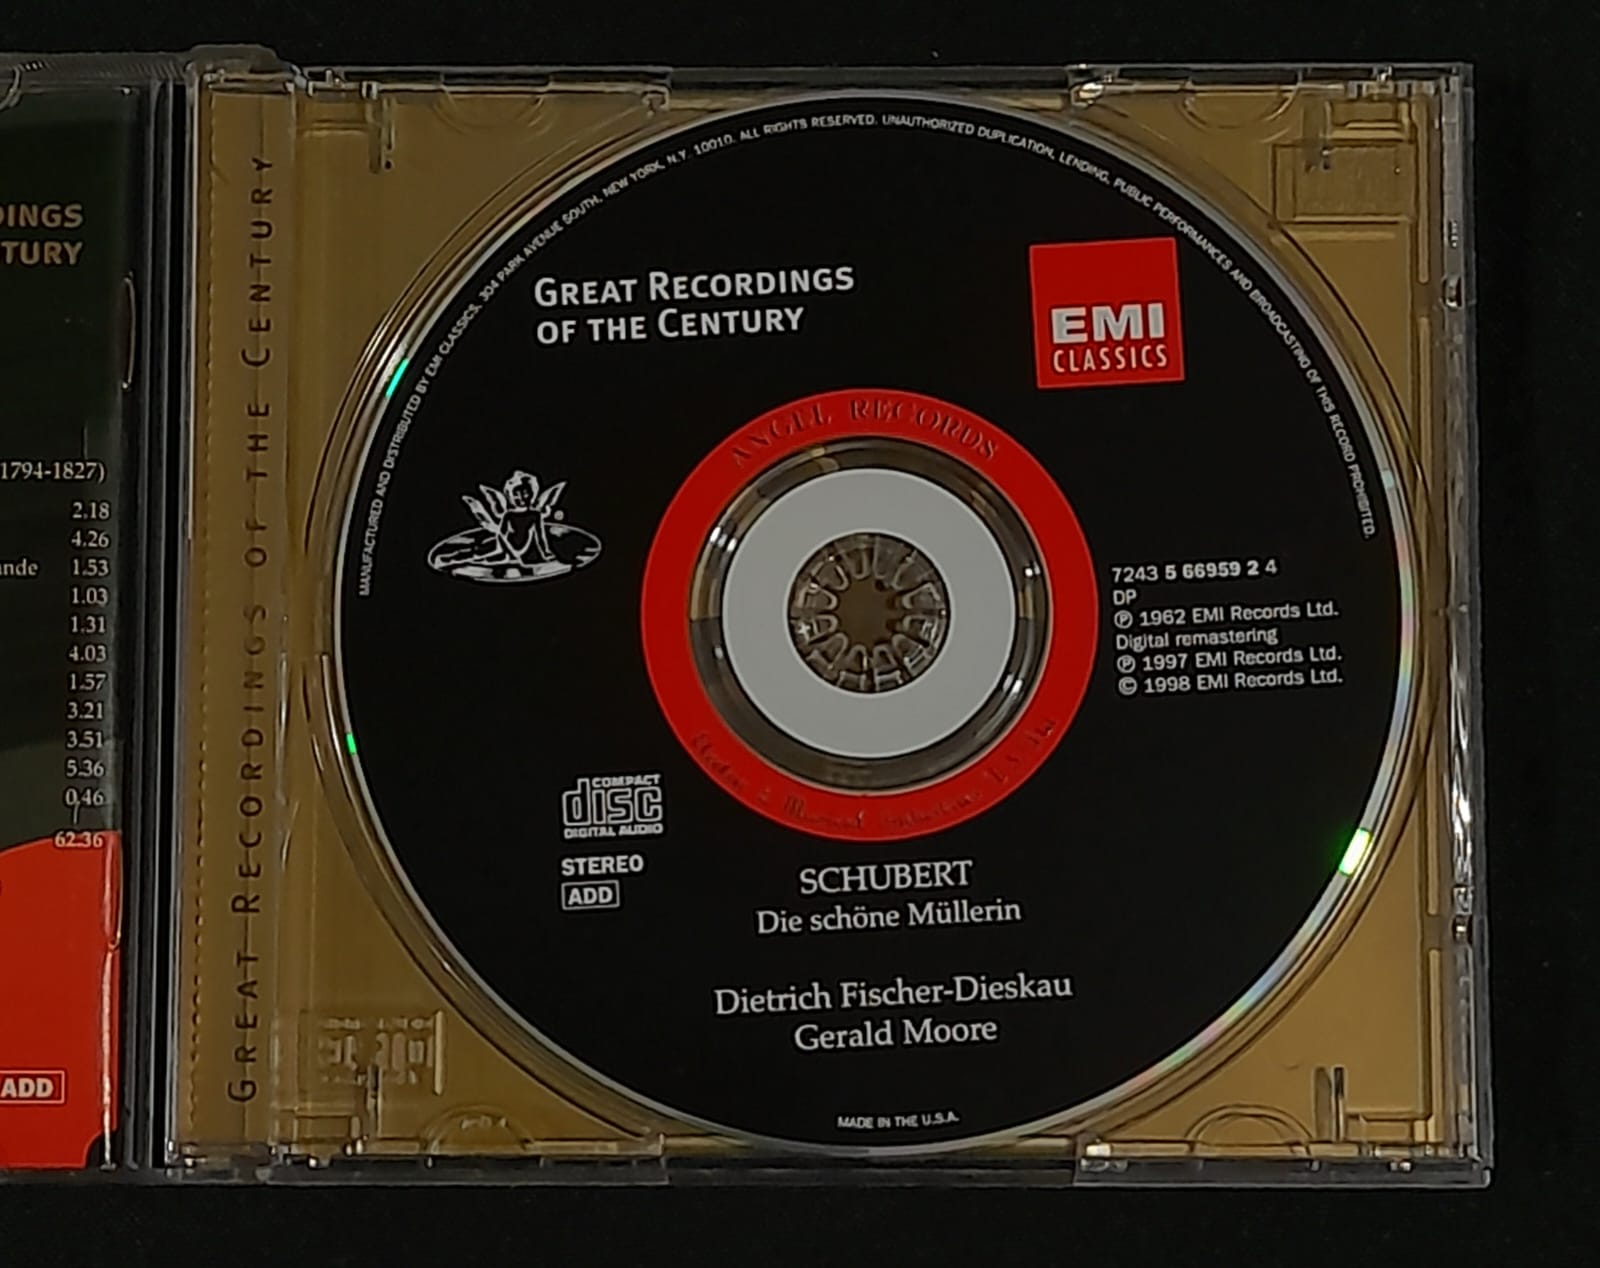 DINGS
TURY
1794-1827)
2.18
4.26
ande 1.53
1.03
1.31
4.03
1.57
3.21
3.51
5.36
0.46
62.36
ADD
GREAT RECORDINGS OF THE CENTURY
MANUFACTURED AND DISTRIBUTED BY EMI CLASSICS, 304 PARK AVENUE SOUTH, NEW YORK, N.Y. 10010. ALL RIGHTS RESERVED. UNAUTHORIZED DUPLICATION, LENDING, PUBLIC PERFORMANCES AND BROADCASTING OF THIS RECORD PROHIBITED.
GREAT RECORDINGS
OF THE CENTURY
EMI
CLASSICS
ANGEL RECORDS
7243 5 66959 2 4
DP
℗ 1962 EMI Records Ltd.
Digital remastering
℗ 1997 EMI Records Ltd.
© 1998 EMI Records Ltd.
COMPACT
disc
DIGITAL AUDIO
STEREO
ADD
SCHUBERT
Die schöne Müllerin
Dietrich Fischer-Dieskau
Gerald Moore
MADE IN THE U.S.A.